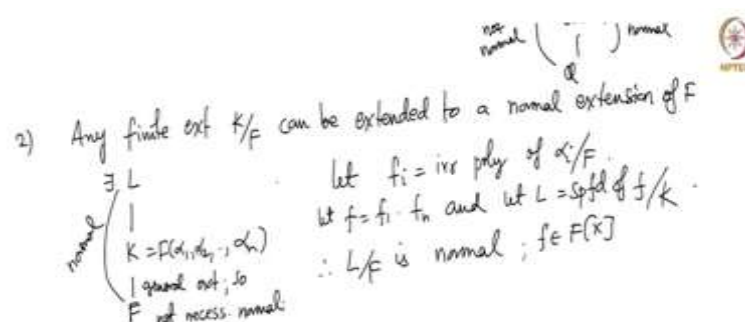 not normal ( | ) normal
Q
NPTEL
2) Any finite ext K/F can be extended to a normal extension of F
∃ L
let fi = irr poly of αi/F.
|
let f = f1 · fn and let L = spfd of f/K.
normal
K = F(α1, α2, ‥, αn)
∴ L/F is normal ; f ∈ F[X]
| general ext ; so
F not necess. normal.